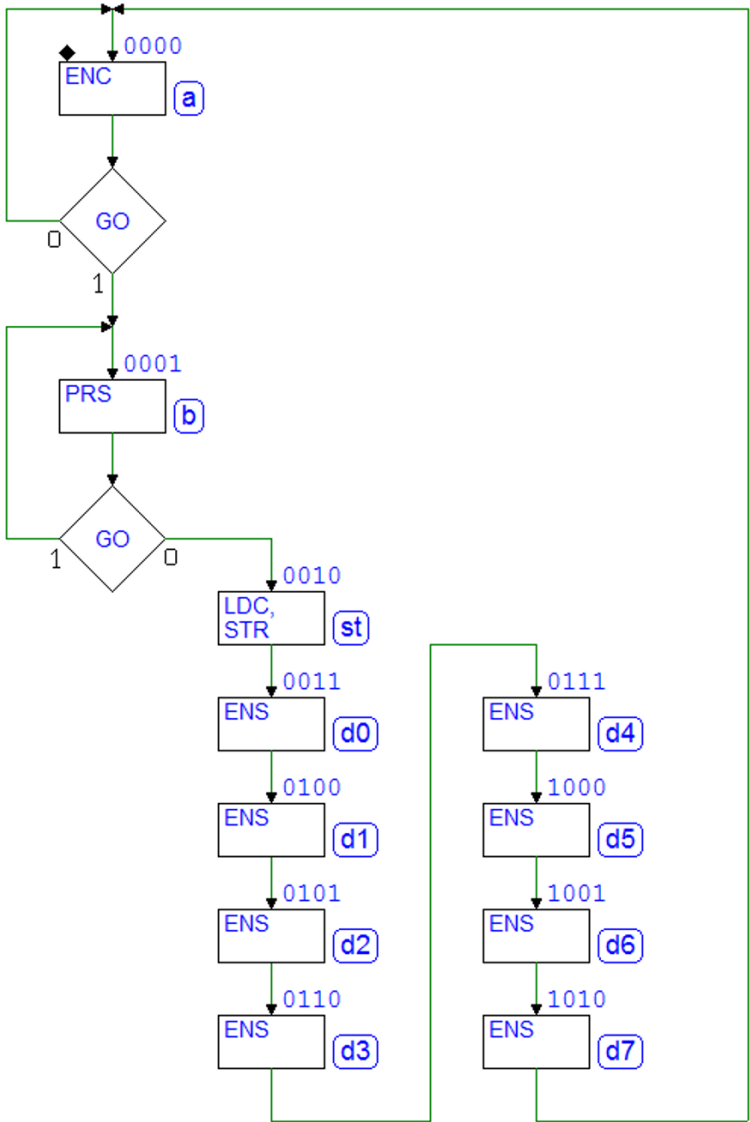 0000
ENC
a
GO
0
1
0001
PRS
b
GO
1
0
0010
LDC,
STR
st
0011
ENS
d0
0100
ENS
d1
0101
ENS
d2
0110
ENS
d3
0111
ENS
d4
1000
ENS
d5
1001
ENS
d6
1010
ENS
d7